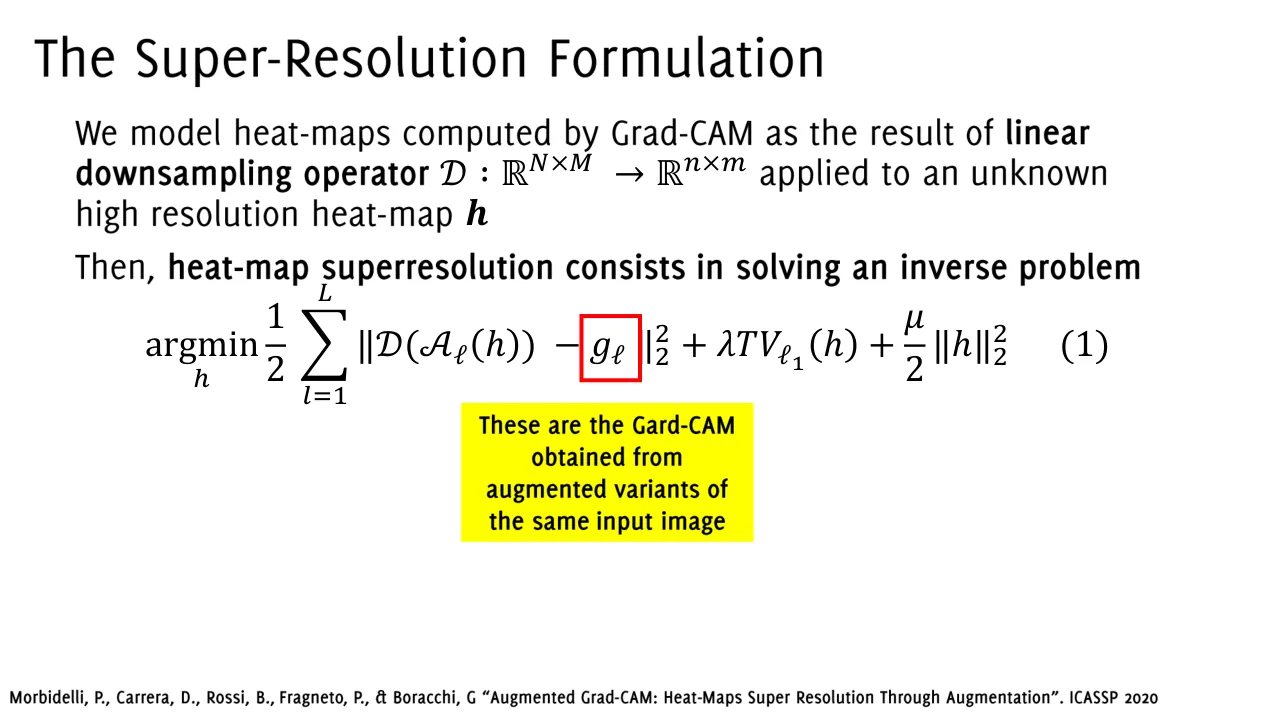 The Super-Resolution Formulation
We model heat-maps computed by Grad-CAM as the result of linear
downsampling operator 𝒟 : ℝ^{N×M} → ℝ^{n×m} applied to an unknown
high resolution heat-map 𝒉
Then, heat-map superresolution consists in solving an inverse problem
argmin_h 1/2 ∑_{l=1}^{L} ‖𝒟(𝒜_ℓ(h)) − g_ℓ‖_2^2 + λTV_{ℓ_1}(h) + μ/2 ‖h‖_2^2 (1)
These are the Gard-CAM
obtained from
augmented variants of
the same input image
Morbidelli, P., Carrera, D., Rossi, B., Fragneto, P., & Boracchi, G “Augmented Grad-CAM: Heat-Maps Super Resolution Through Augmentation”. ICASSP 2020